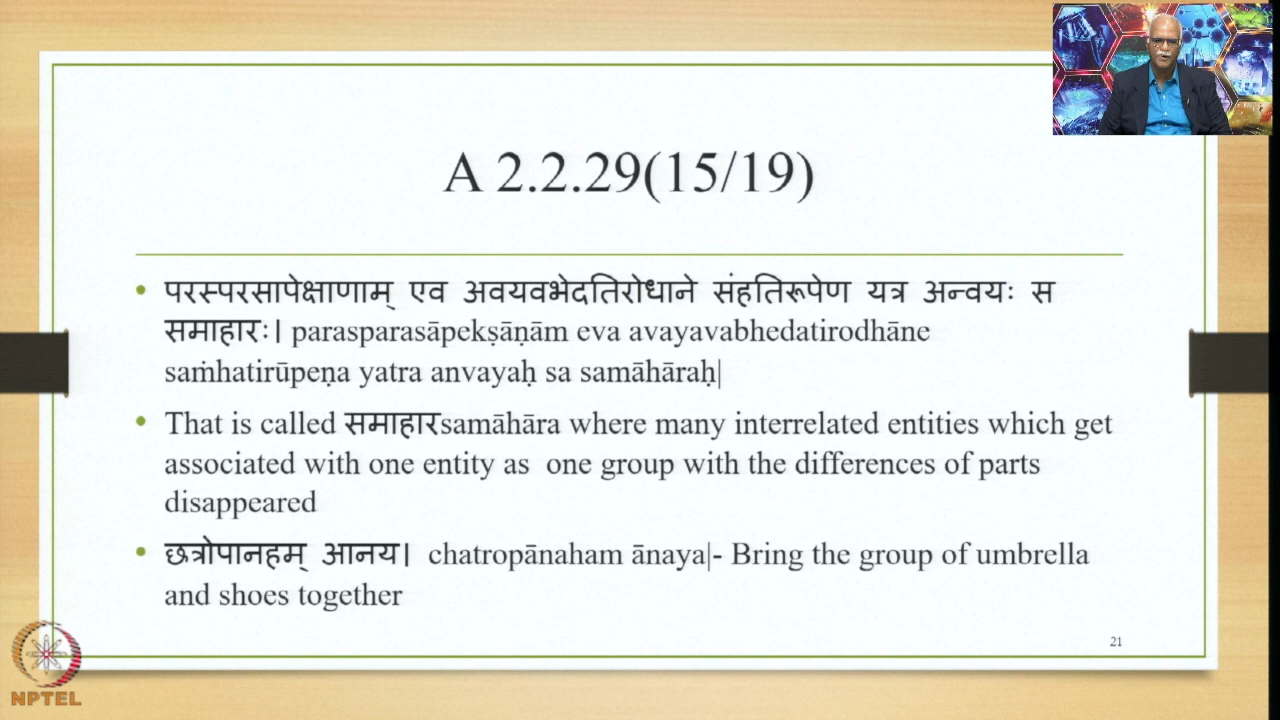 A 2.2.29(15/19)
परस्परसापेक्षाणाम् एव अवयवभेदतिरोधाने संहतिरूपेण यत्र अन्वयः स
समाहारः। parasparasāpekṣāṇām eva avayavabhedatirodhāne
saṁhatirūpeṇa yatra anvayaḥ sa samāhāraḥ|
That is called समाहारsamāhāra where many interrelated entities which get
associated with one entity as one group with the differences of parts
disappeared
छत्रोपानहम् आनय। chatropānaham ānaya|- Bring the group of umbrella
and shoes together
21
NPTEL